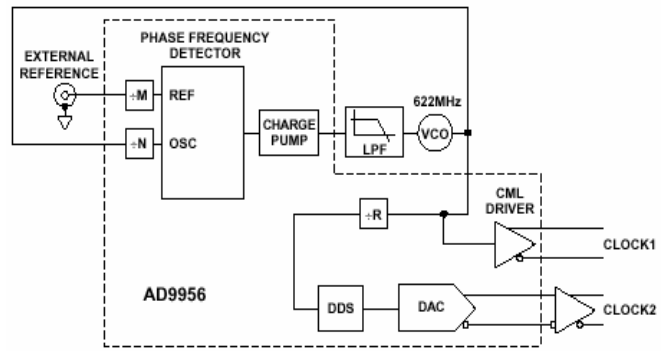 PHASE FREQUENCY
DETECTOR
EXTERNAL
REFERENCE
÷M
REF
÷N
OSC
CHARGE
PUMP
LPF
622MHz
VCO
CML
DRIVER
÷R
CLOCK1
AD9956
DDS
DAC
CLOCK2